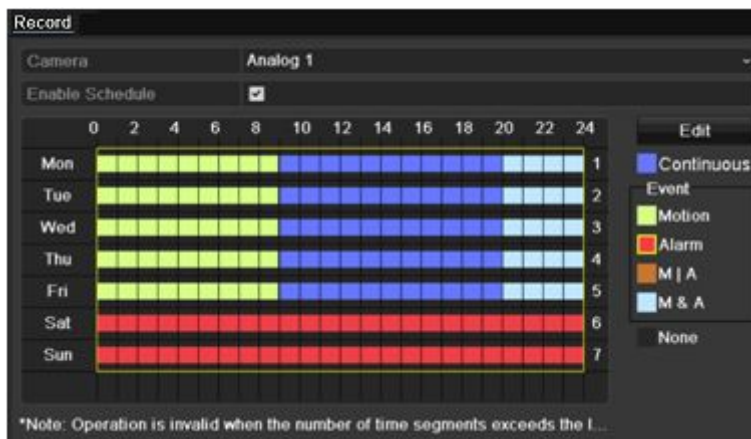 Record
Camera Analog 1
Enable Schedule
0 2 4 6 8 10 12 14 16 18 20 22 24
Edit
Mon 1
Continuous
Event
Tue 2
Motion
Wed 3
Alarm
Thu 4
M | A
Fri 5
M & A
Sat 6
None
Sun 7
*Note: Operation is invalid when the number of time segments exceeds the l...